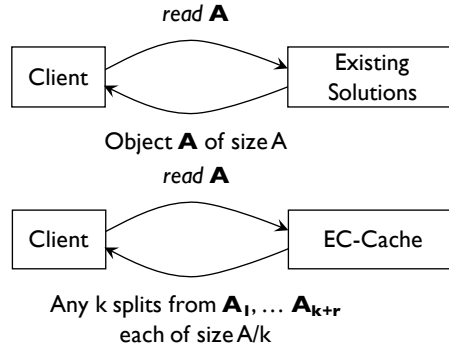 read A
Client
Existing
Solutions
Object A of size A
read A
Client
EC-Cache
Any k splits from A1, … Ak+r
each of size A/k